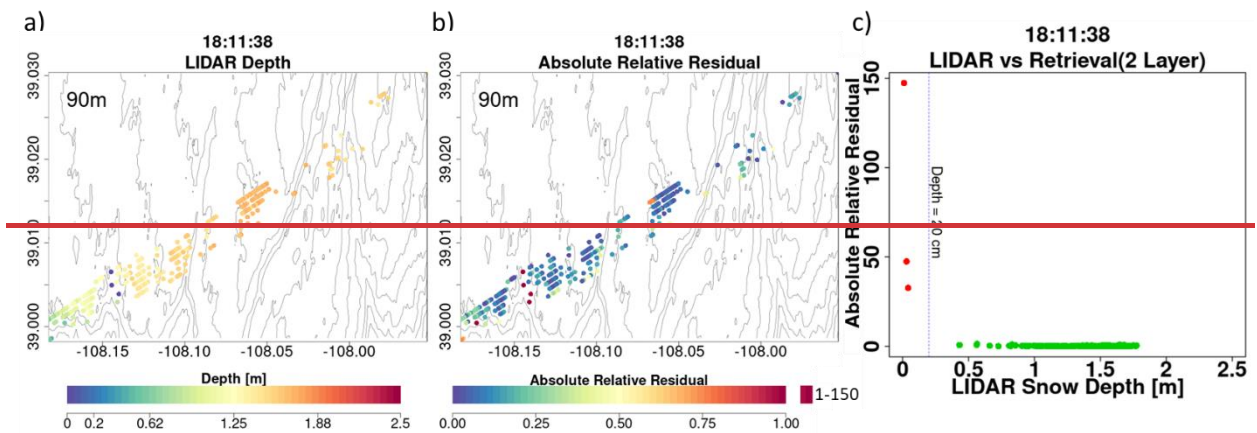 a)
18:11:38
LIDAR Depth
90m
39.030
39.020
39.010
39.000
-108.15 -108.10 -108.05 -108.00
Depth [m]
0 0.2 0.62 1.25 1.88 2.5
b)
18:11:38
Absolute Relative Residual
90m
39.030
39.020
39.010
39.000
-108.15 -108.10 -108.05 -108.00
Absolute Relative Residual
1-150
0.00 0.25 0.50 0.75 1.00
c)
18:11:38
LIDAR vs Retrieval(2 Layer)
Absolute Relative Residual
150
100
50
0
Depth = 20 cm
0 0.5 1 1.5 2 2.5
LIDAR Snow Depth [m]